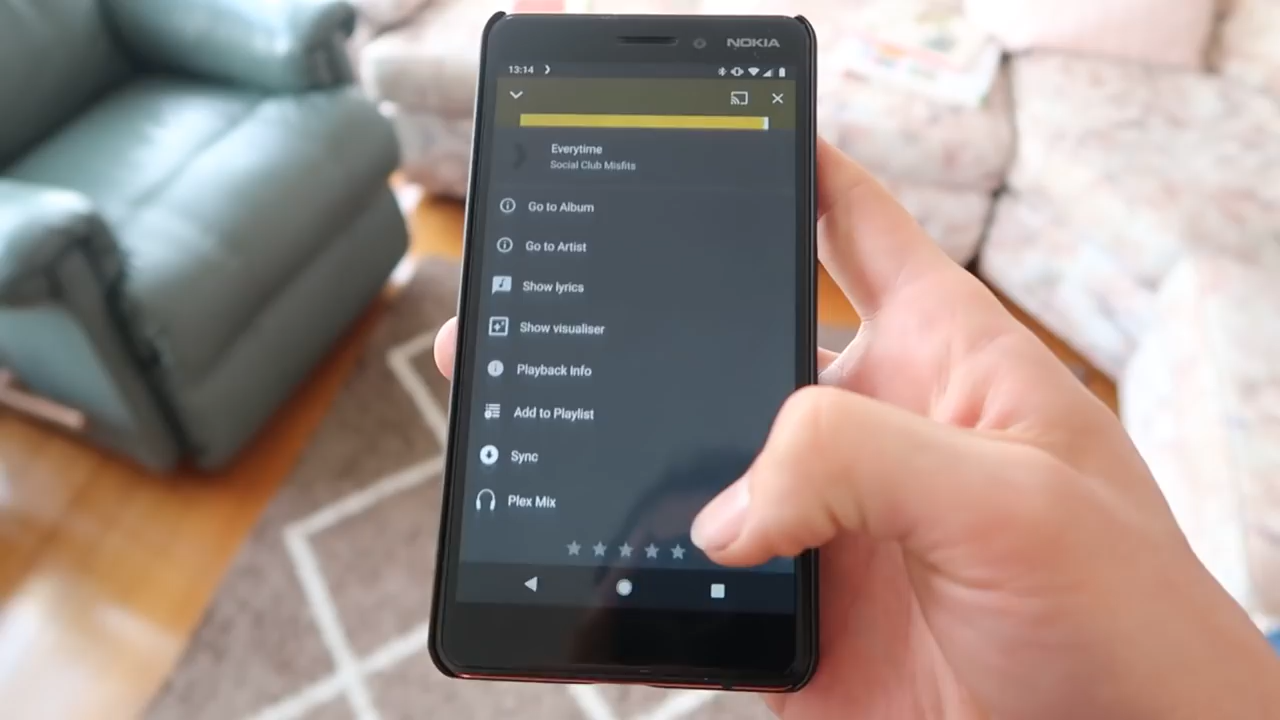 NOKIA
13:14
Everytime
Social Club Misfits
Go to Album
Go to Artist
Show lyrics
Show visualiser
Playback Info
Add to Playlist
Sync
Plex Mix